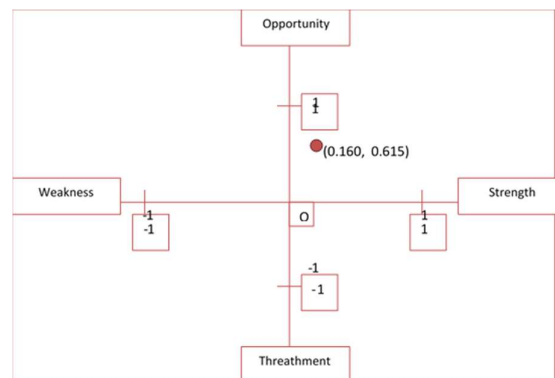 Opportunity
1
1
(0.160, 0.615)
Weakness
Strength
-1
-1
O
1
1
-1
-1
Threathment